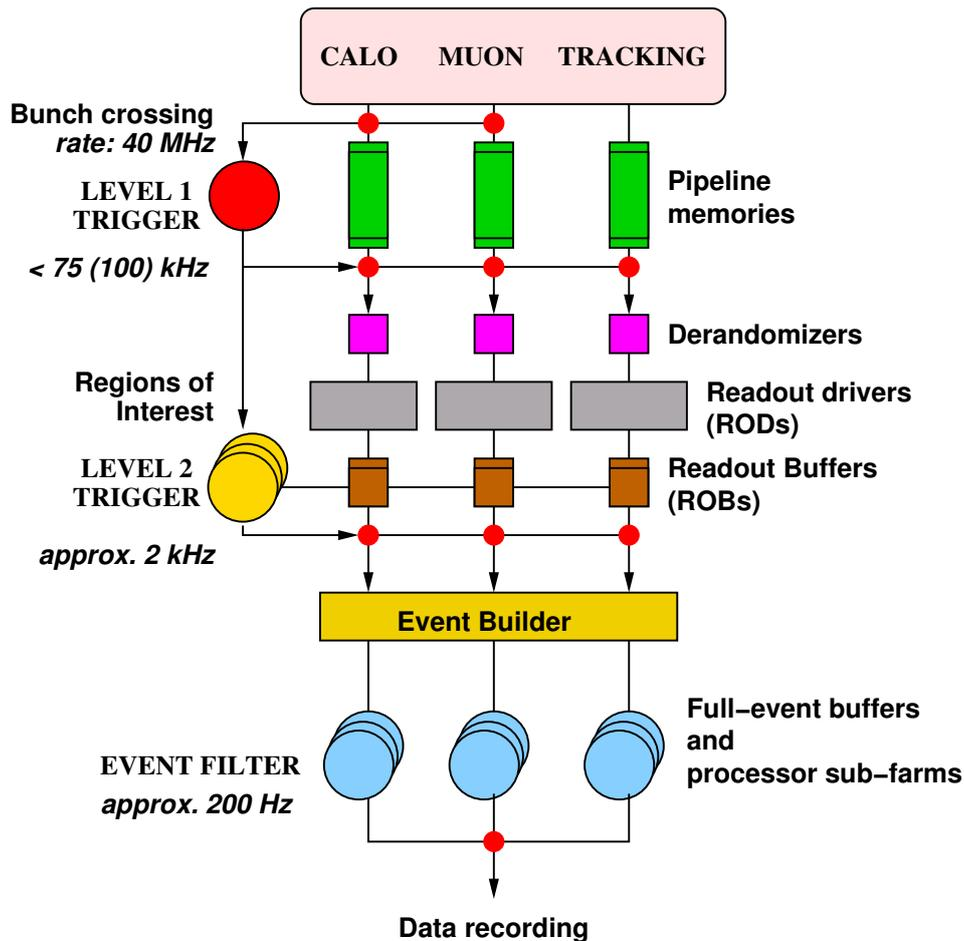 CALO MUON TRACKING
Bunch crossing
rate: 40 MHz
LEVEL 1
TRIGGER
Pipeline
memories
< 75 (100) kHz
Derandomizers
Regions of
Interest
Readout drivers
(RODs)
LEVEL 2
TRIGGER
Readout Buffers
(ROBs)
approx. 2 kHz
Event Builder
Full−event buffers
and
processor sub−farms
EVENT FILTER
approx. 200 Hz
Data recording